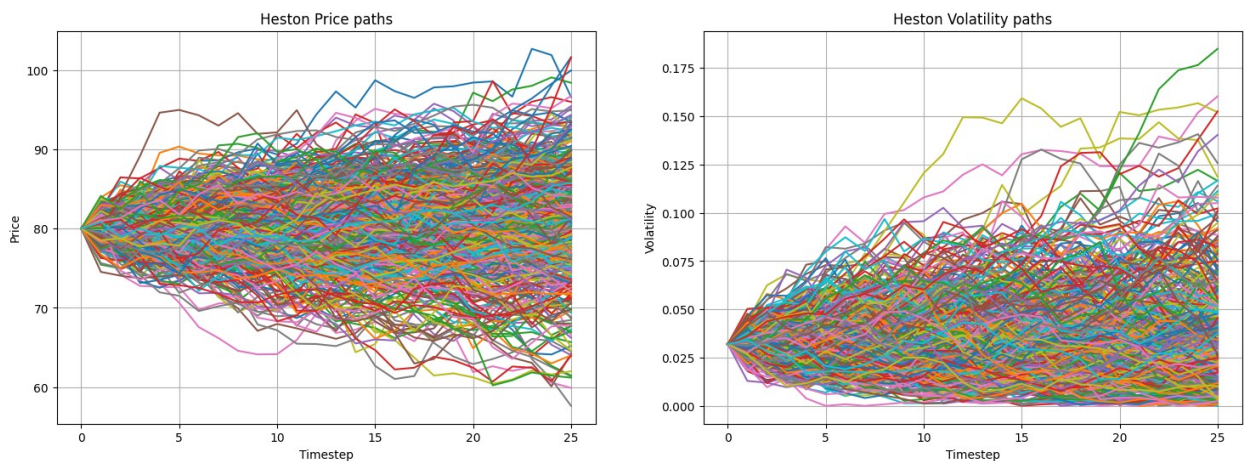 Heston Price paths
100
90
80
70
60
Price
0 5 10 15 20 25
Timestep
Heston Volatility paths
0.175
0.150
0.125
0.100
0.075
0.050
0.025
0.000
Volatility
0 5 10 15 20 25
Timestep